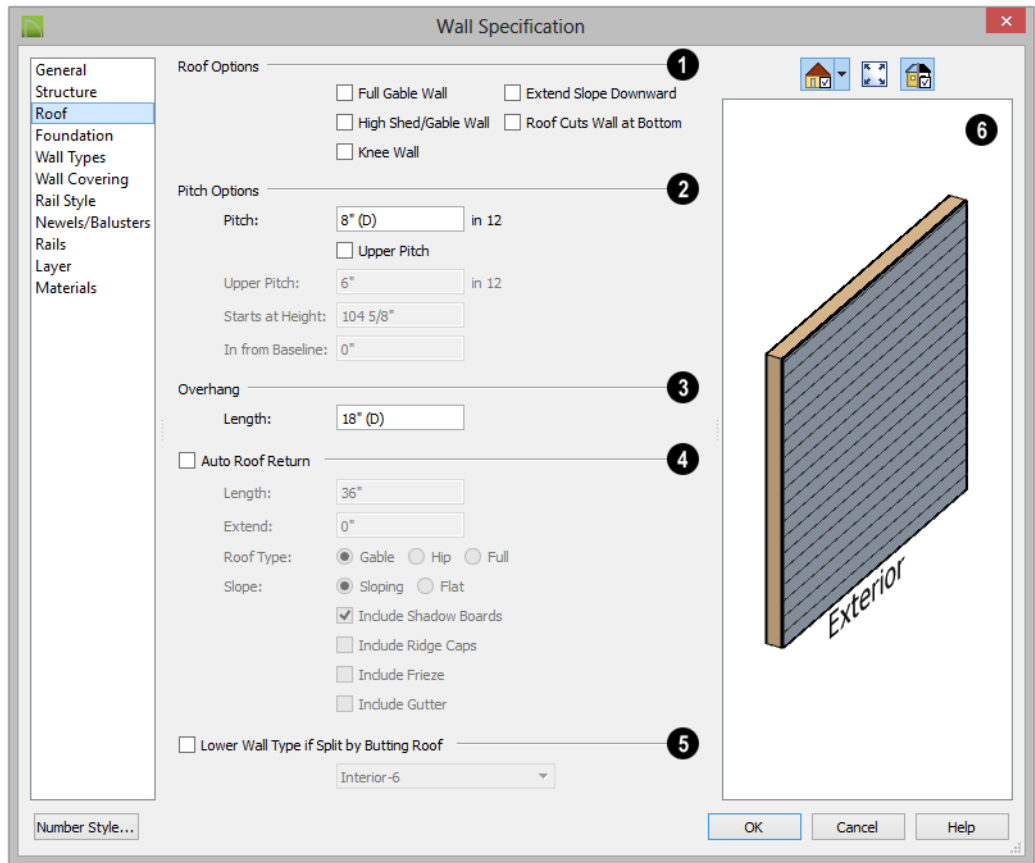 Wall Specification
General
Structure
Roof
Foundation
Wall Types
Wall Covering
Rail Style
Newels/Balusters
Rails
Layer
Materials
Roof Options
1
Full Gable Wall
Extend Slope Downward
High Shed/Gable Wall
Roof Cuts Wall at Bottom
Knee Wall
Pitch Options
2
Pitch: 8" (D) in 12
Upper Pitch
Upper Pitch: 6" in 12
Starts at Height: 104 5/8"
In from Baseline: 0"
Overhang
3
Length: 18" (D)
Auto Roof Return
4
Length: 36"
Extend: 0"
Roof Type: Gable Hip Full
Slope: Sloping Flat
Include Shadow Boards
Include Ridge Caps
Include Frieze
Include Gutter
Lower Wall Type if Split by Butting Roof
5
Interior-6
6
Exterior
Number Style...
OK
Cancel
Help